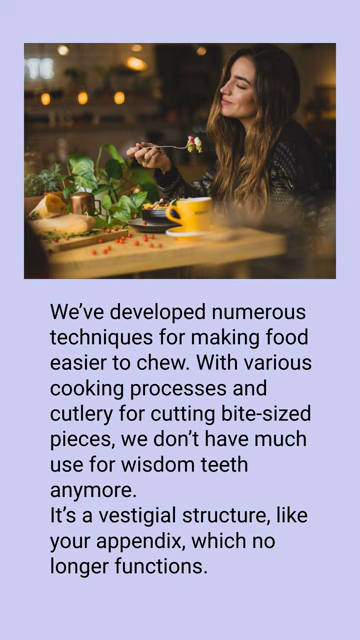 We’ve developed numerous
techniques for making food
easier to chew. With various
cooking processes and
cutlery for cutting bite-sized
pieces, we don’t have much
use for wisdom teeth
anymore.
It’s a vestigial structure, like
your appendix, which no
longer functions.